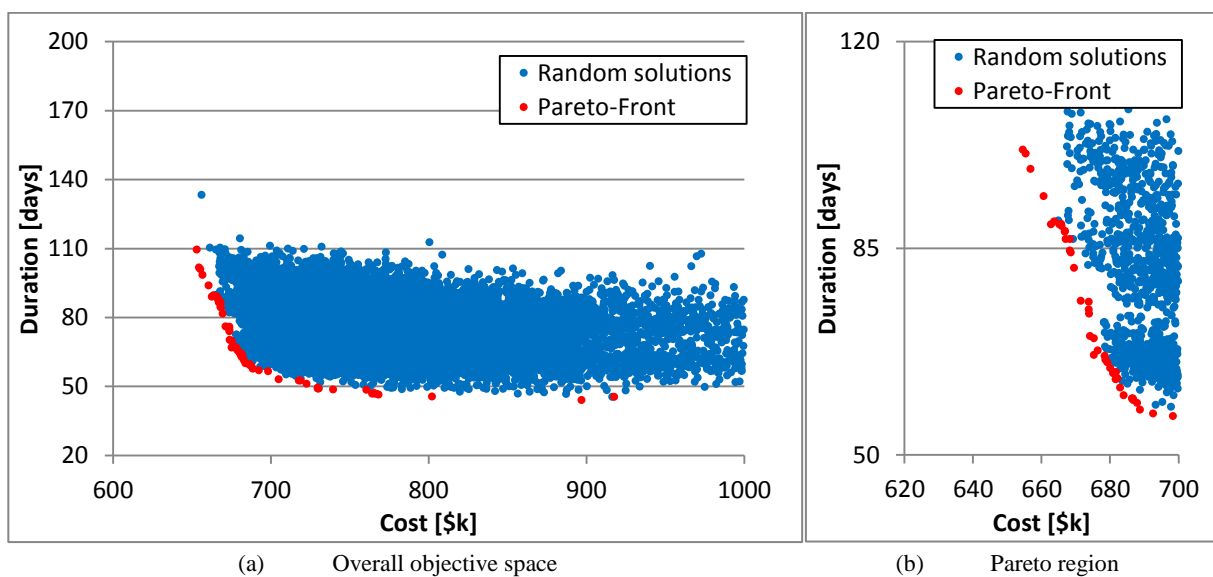 200
170
140
110
80
50
20
Duration [days]
600
700
800
900
1000
Cost [$k]
Random solutions
Pareto-Front
(a) Overall objective space
120
85
50
Duration [days]
620
640
660
680
700
Cost [$k]
Random solutions
Pareto-Front
(b) Pareto region